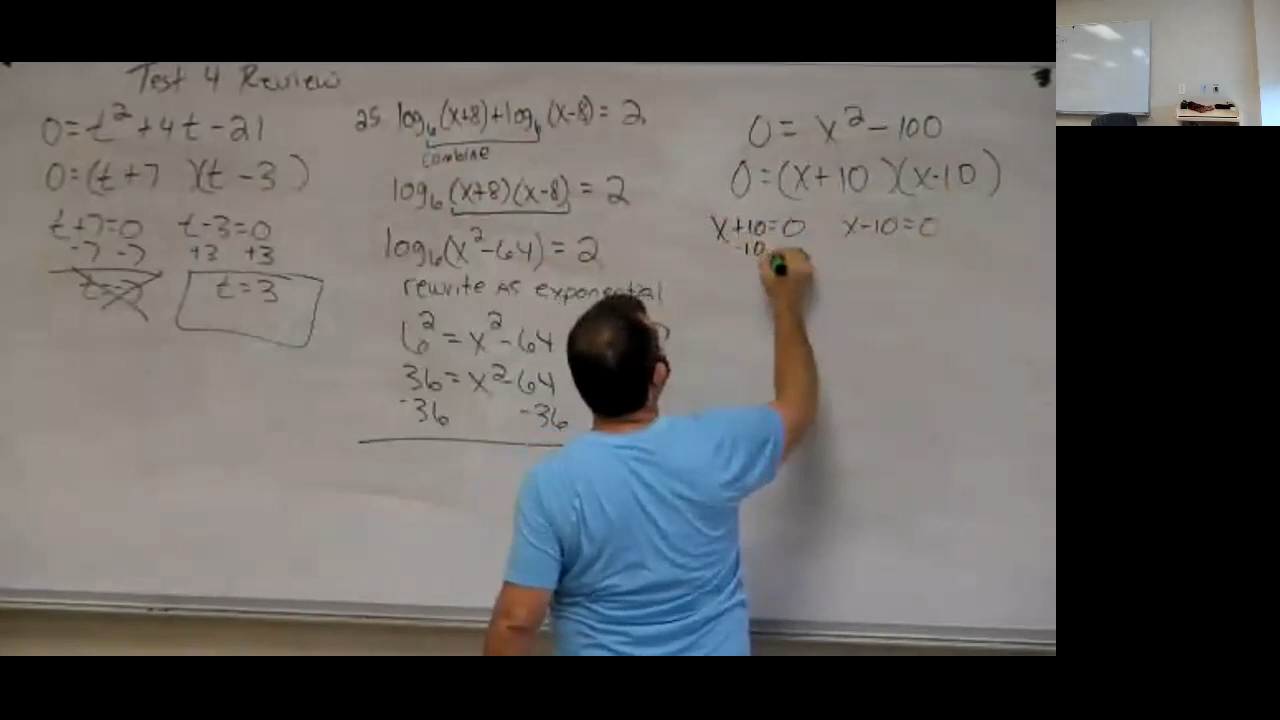 Test 4 Review
0=t²+4t-21
0=(t+7 )(t-3 )
t+7=0 t-3=0
-7 -7 +3 +3
t=-7 t=3
25 log₆(x+8)+log₆(x-8)=2
combine
log₆(x+8)(x-8)=2
log₆(x²-64)=2
rewrite as exponential
6²=x²-64
36=x²-64
-36 -36
0=x²-100
0=(x+10 )(x-10 )
x+10=0 x-10=0
-10